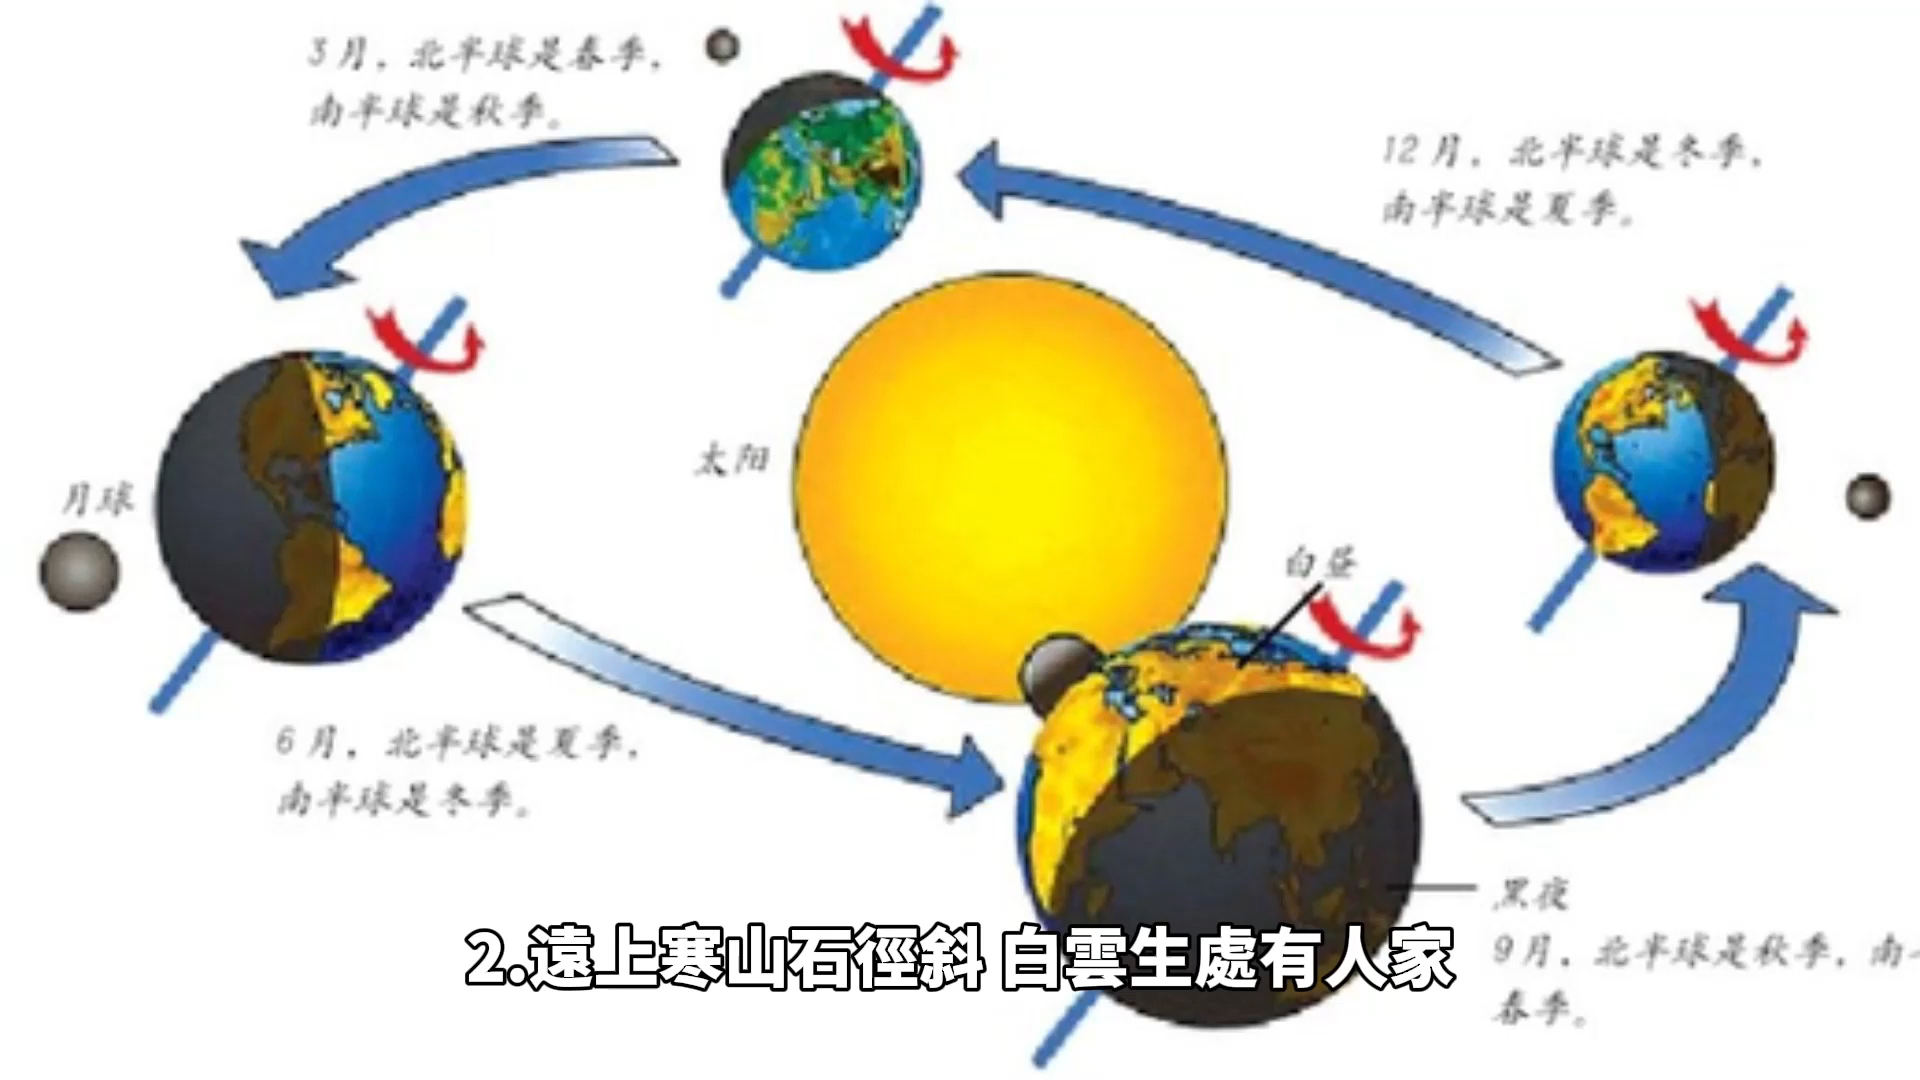 3月，北半球是春季，
南半球是秋季。
12月，北半球是冬季，
南半球是夏季。
太阳
月球
白昼
6月，北半球是夏季，
南半球是冬季。
黑夜
9月，北半球是秋季，南
春季。
2.遠上寒山石徑斜 白雲生處有人家